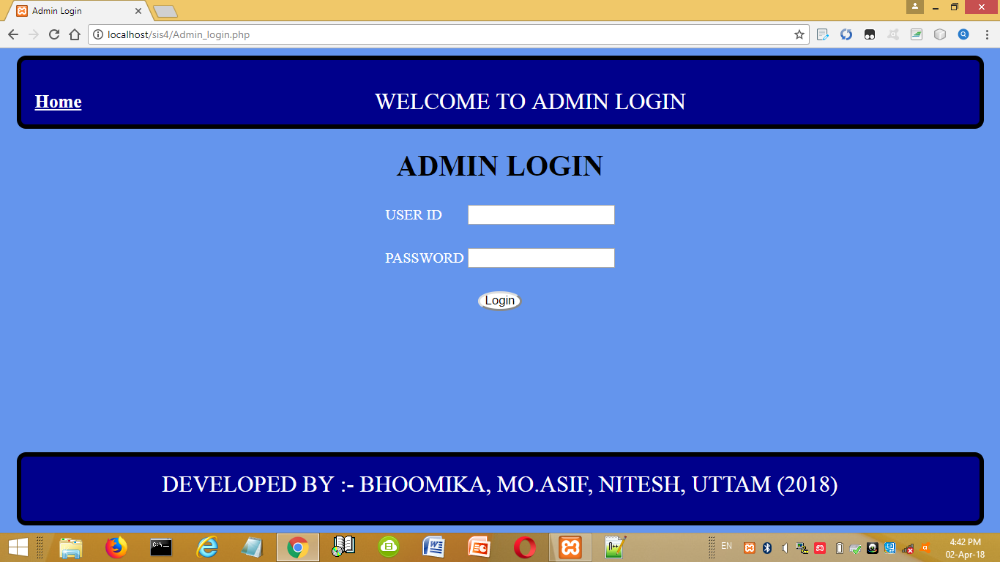 Admin Login
localhost/sis4/Admin_login.php
Home
WELCOME TO ADMIN LOGIN
ADMIN LOGIN
USER ID
PASSWORD
Login
DEVELOPED BY :- BHOOMIKA, MO.ASIF, NITESH, UTTAM (2018)
EN
4:42 PM
02-Apr-18